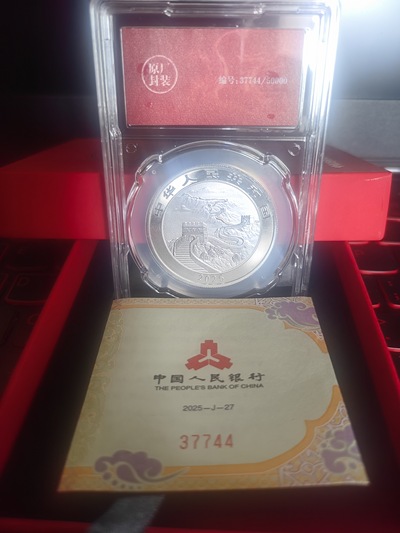 原厂
封装
编号:37744/50000
中华人民共和国
2025
中国人民银行
THE PEOPLE'S BANK OF CHINA
2025—J—27
37744